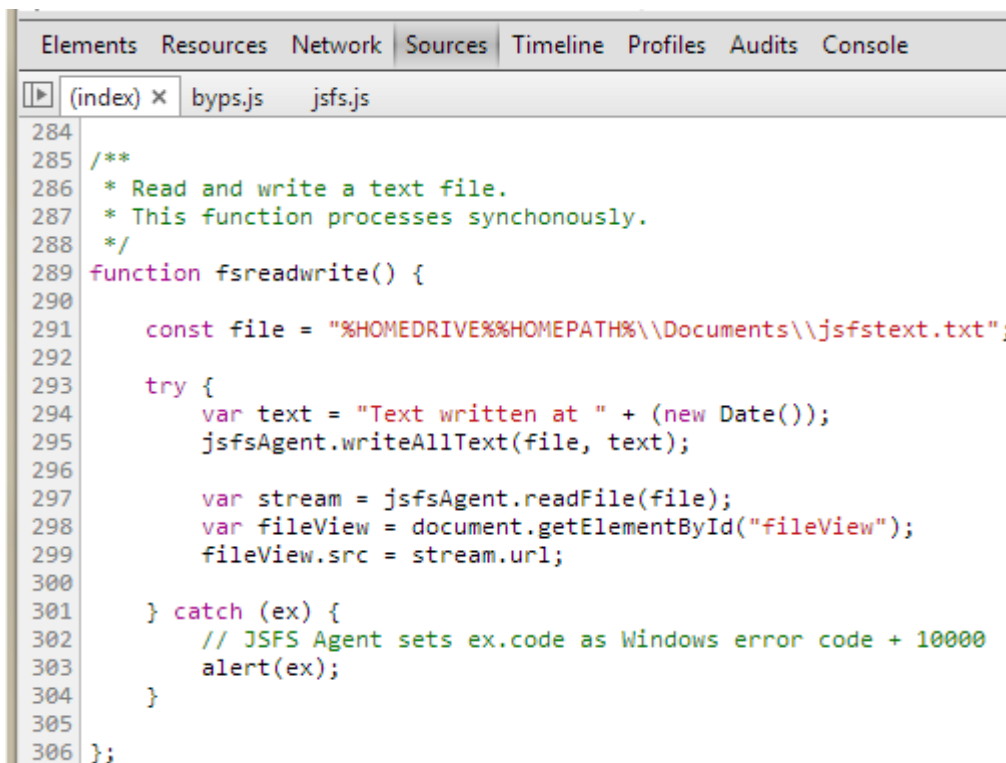 Elements Resources Network Sources Timeline Profiles Audits Console
(index) × byps.js jsfs.js
284
285 /**
286  * Read and write a text file.
287  * This function processes synchonously.
288  */
289 function fsreadwrite() {
290
291     const file = "%HOMEDRIVE%%HOMEPATH%\\Documents\\jsfstext.txt";
292
293     try {
294         var text = "Text written at " + (new Date());
295         jsfsAgent.writeAllText(file, text);
296
297         var stream = jsfsAgent.readFile(file);
298         var fileView = document.getElementById("fileView");
299         fileView.src = stream.url;
300
301     } catch (ex) {
302         // JSFS Agent sets ex.code as Windows error code + 10000
303         alert(ex);
304     }
305
306 };